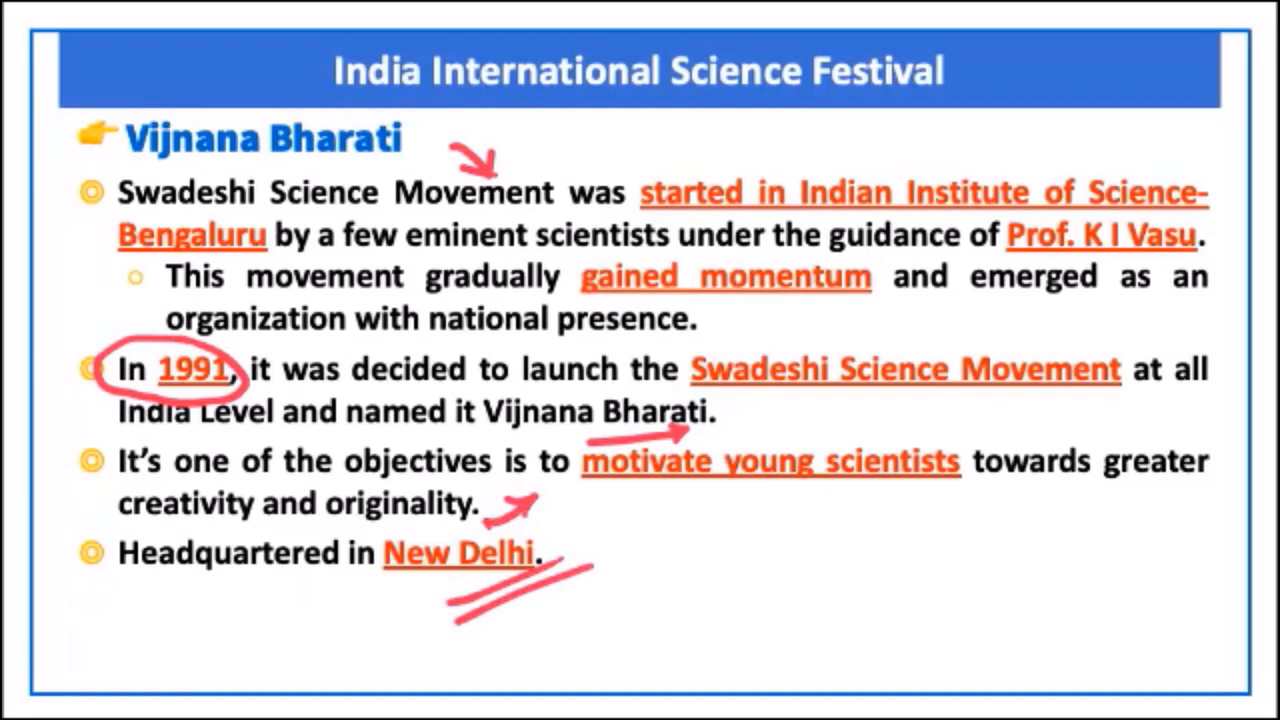 India International Science Festival
Vijnana Bharati
Swadeshi Science Movement was started in Indian Institute of Science-
Bengaluru by a few eminent scientists under the guidance of Prof. K I Vasu.
This movement gradually gained momentum and emerged as an
organization with national presence.
In 1991, it was decided to launch the Swadeshi Science Movement at all
India Level and named it Vijnana Bharati.
It's one of the objectives is to motivate young scientists towards greater
creativity and originality.
Headquartered in New Delhi.